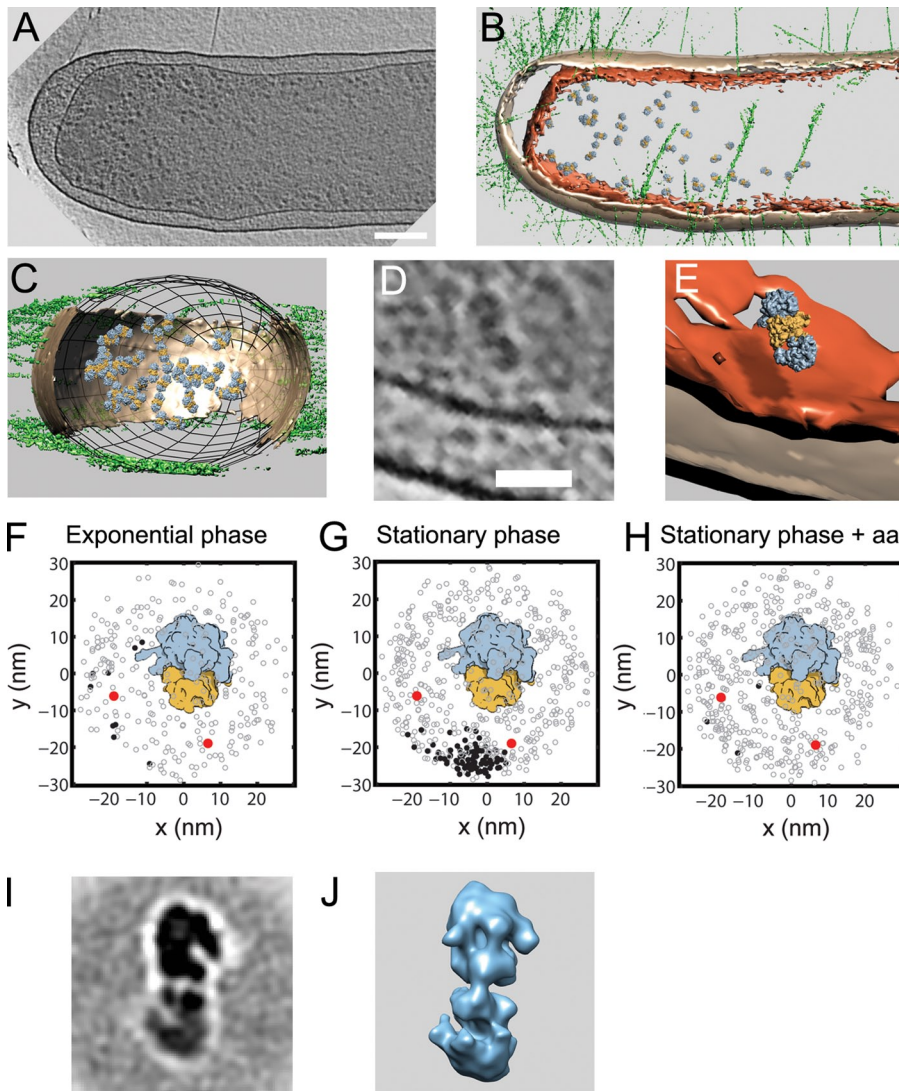 A
B
C
D
E
F Exponential phase
G Stationary phase
H Stationary phase + aa
30
20
10
0
−10
−20
−30
y (nm)
−20 −10 0 10 20
x (nm)
30
20
10
0
−10
−20
−30
y (nm)
−20 −10 0 10 20
x (nm)
30
20
10
0
−10
−20
−30
y (nm)
−20 −10 0 10 20
x (nm)
I
J